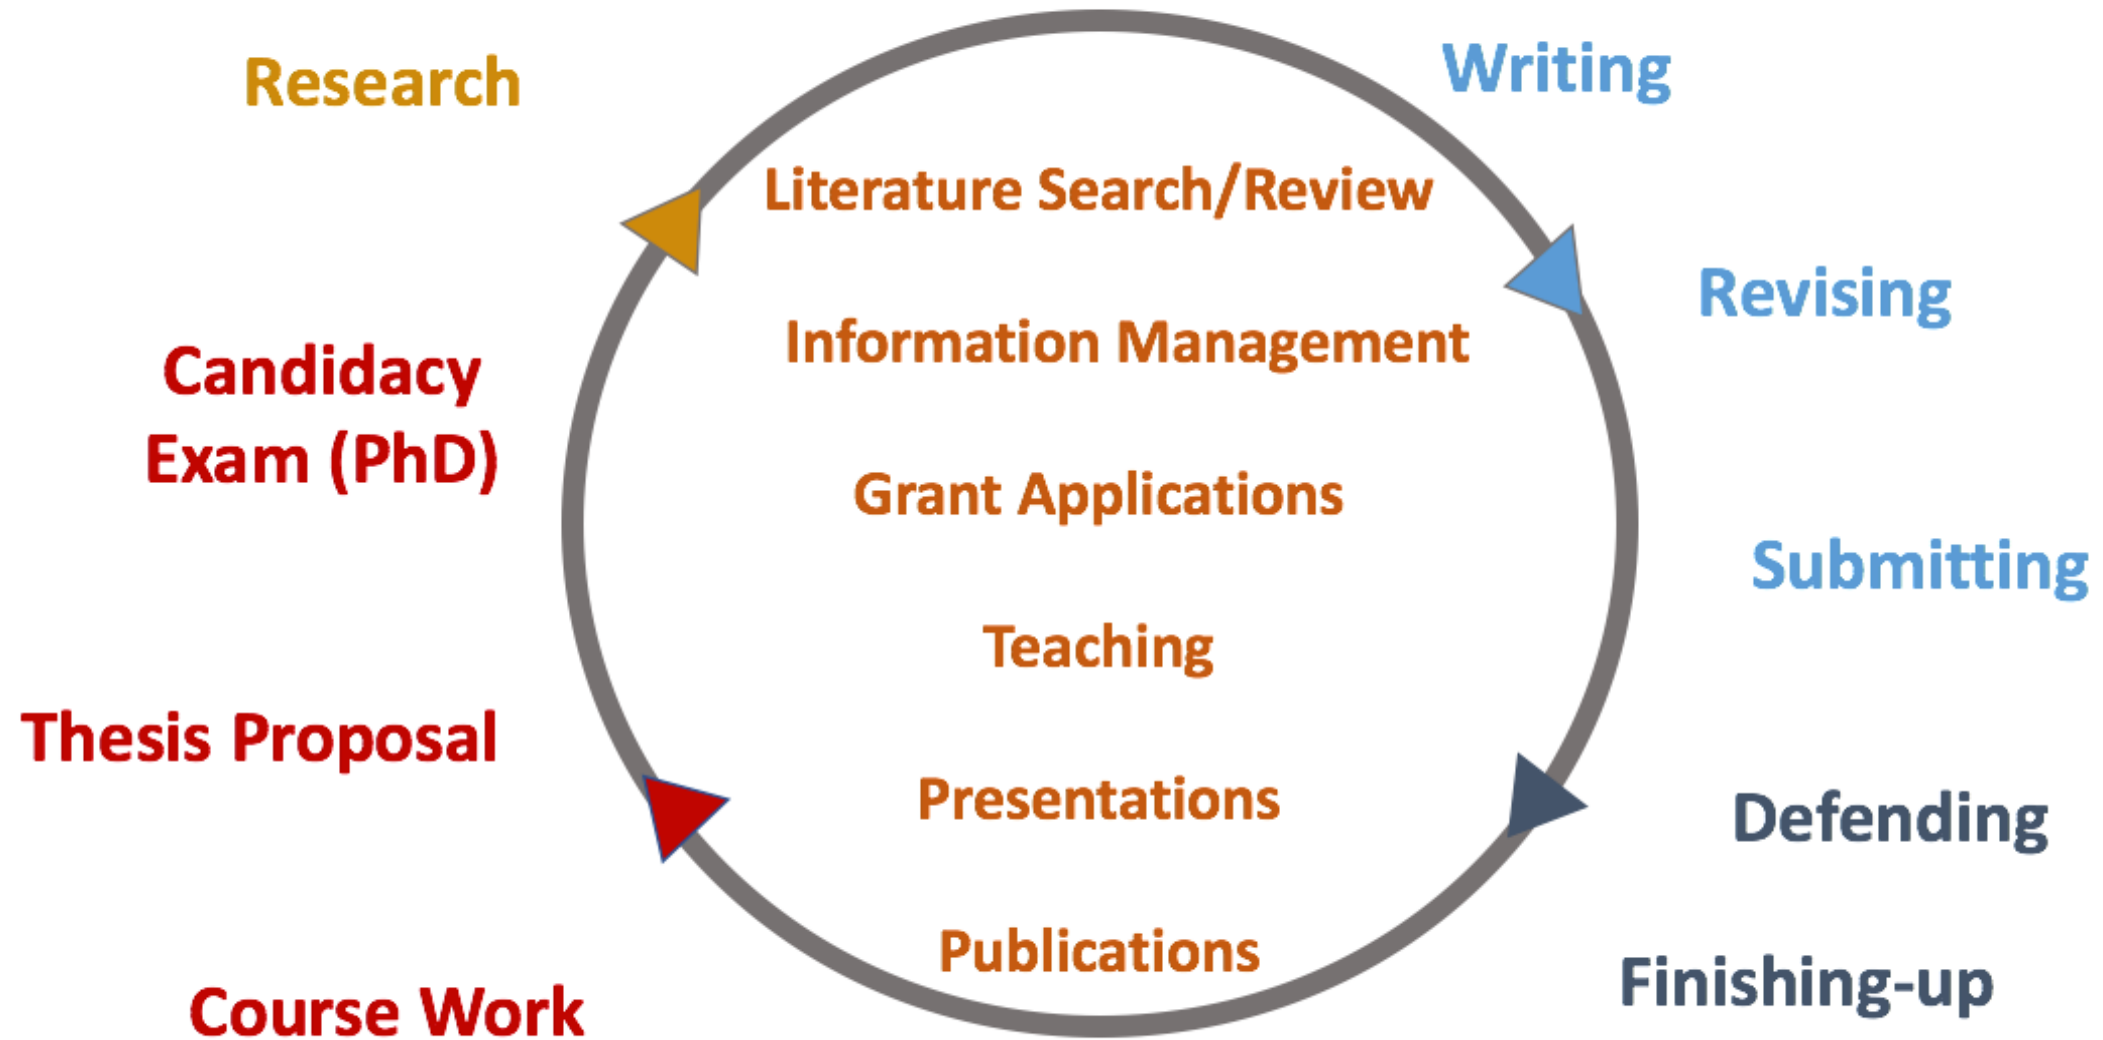 Research
Writing
Literature Search/Review
Revising
Information Management
Candidacy
Exam (PhD)
Grant Applications
Submitting
Teaching
Thesis Proposal
Presentations
Defending
Publications
Finishing-up
Course Work